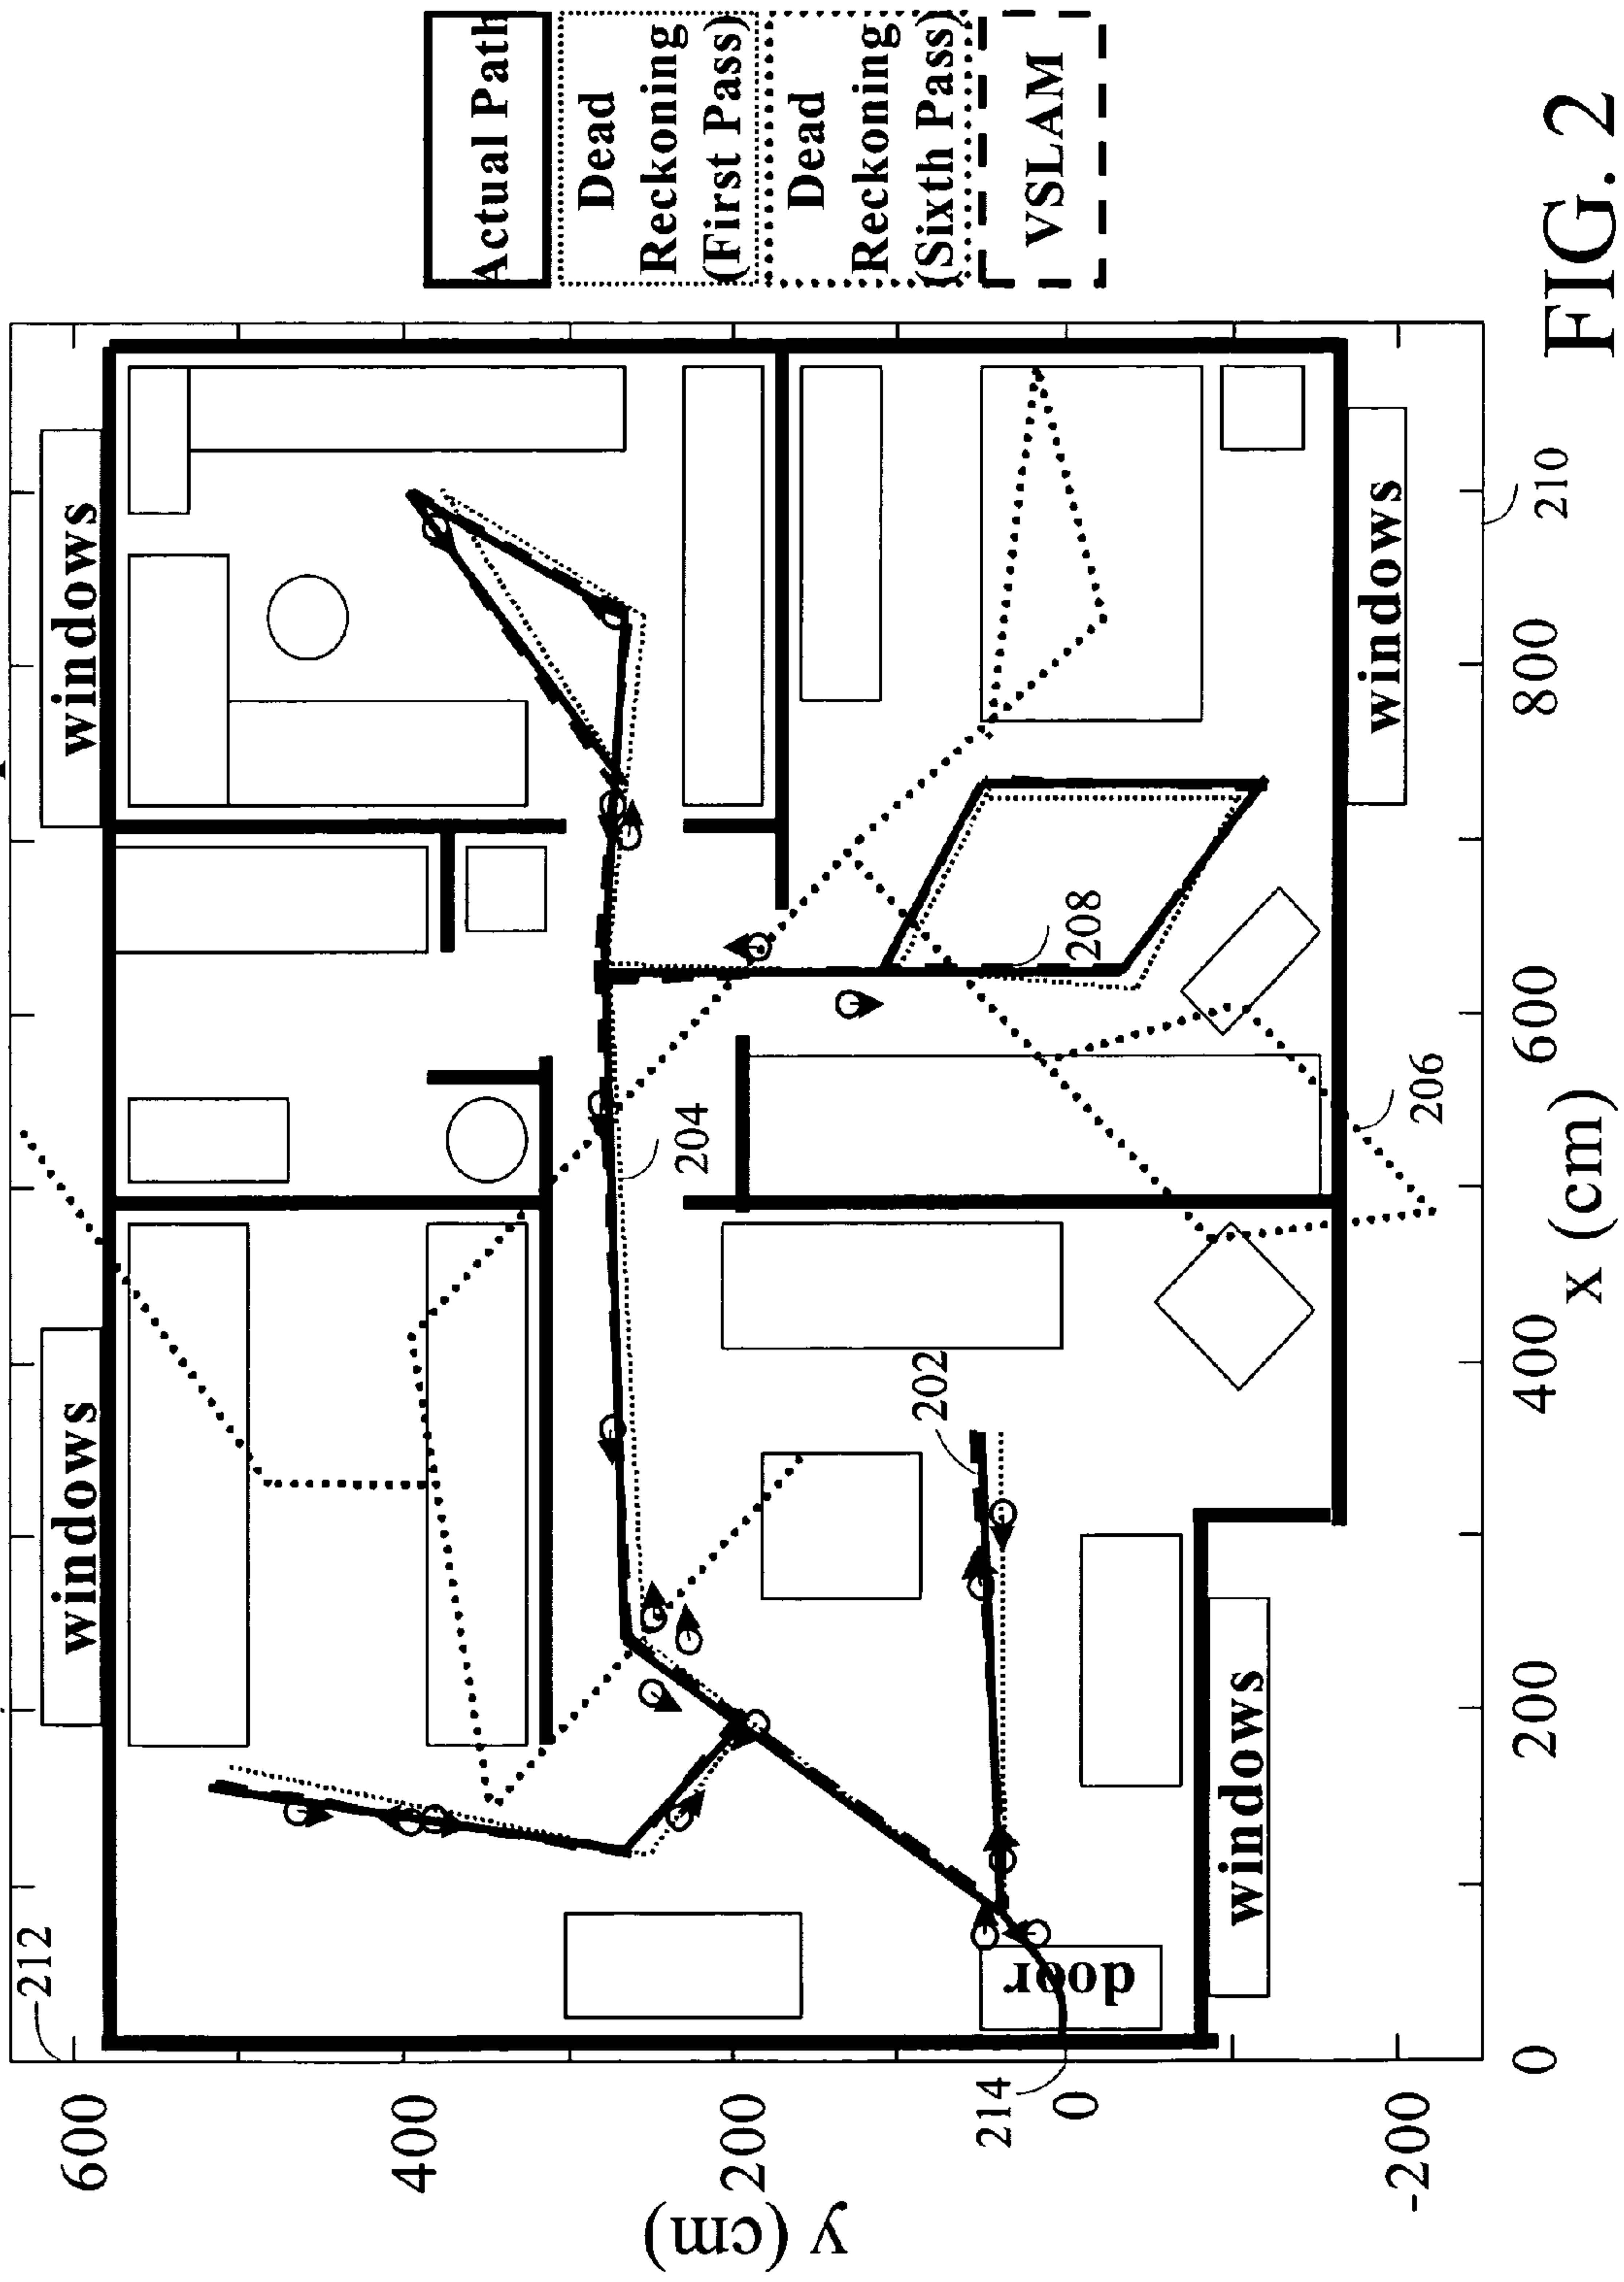 Actual Path
Dead
Reckoning
(First Pass)
Dead
Reckoning
(Sixth Pass)
VSLAM
windows
windows
windows
windows
door
202
204
206
208
210
212
214
600
400
200
0
-200
y (cm)
0
200
400
600
800
x (cm)
FIG. 2